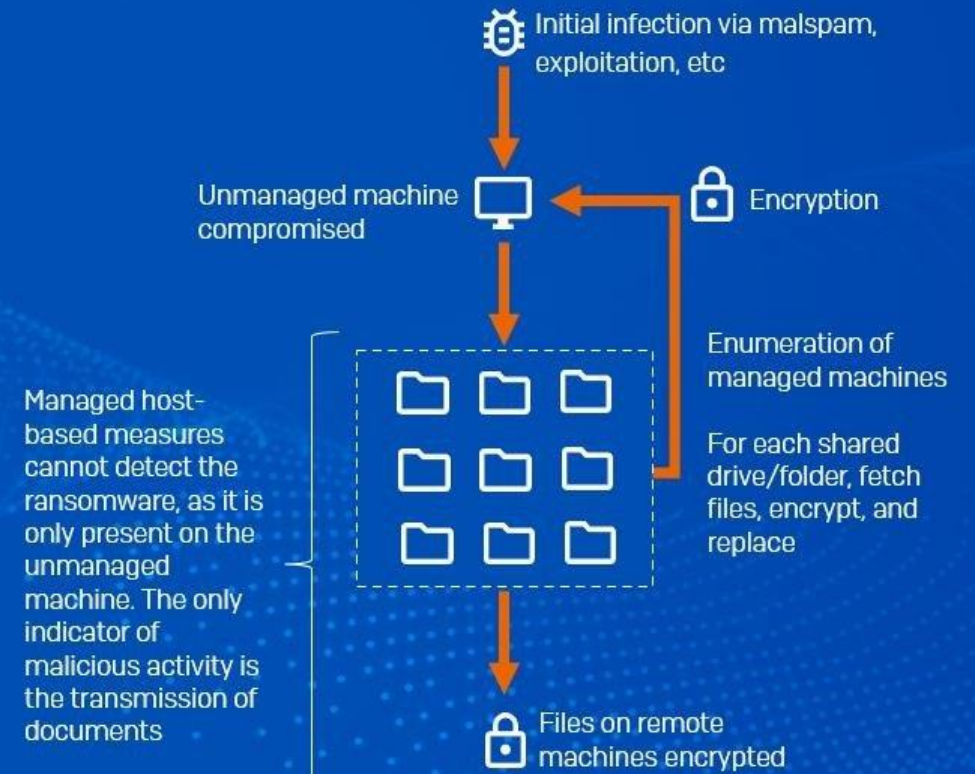 Initial infection via malspam,
exploitation, etc
Unmanaged machine
compromised
Encryption
Enumeration of
managed machines
For each shared
drive/folder, fetch
files, encrypt, and
replace
Managed host-
based measures
cannot detect the
ransomware, as it is
only present on the
unmanaged
machine. The only
indicator of
malicious activity is
the transmission of
documents
Files on remote
machines encrypted